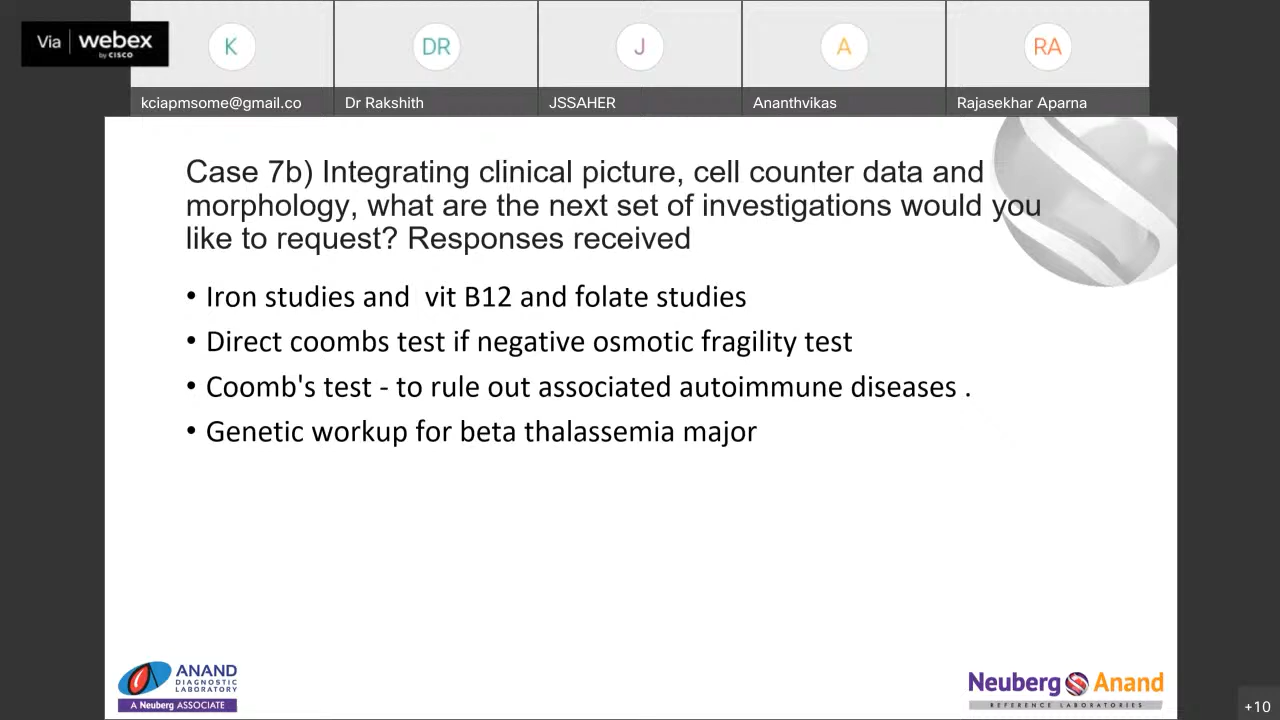 Via webex
by CISCO
K
DR
J
A
RA
kciapmsome@gmail.co
Dr Rakshith
JSSAHER
Ananthvikas
Rajasekhar Aparna
Case 7b) Integrating clinical picture, cell counter data and
morphology, what are the next set of investigations would you
like to request? Responses received
• Iron studies and  vit B12 and folate studies
• Direct coombs test if negative osmotic fragility test
• Coomb's test - to rule out associated autoimmune diseases .
• Genetic workup for beta thalassemia major
ANAND
DIAGNOSTIC
LABORATORY
A Neuberg ASSOCIATE
Neuberg Anand
REFERENCE LABORATORIES
+10